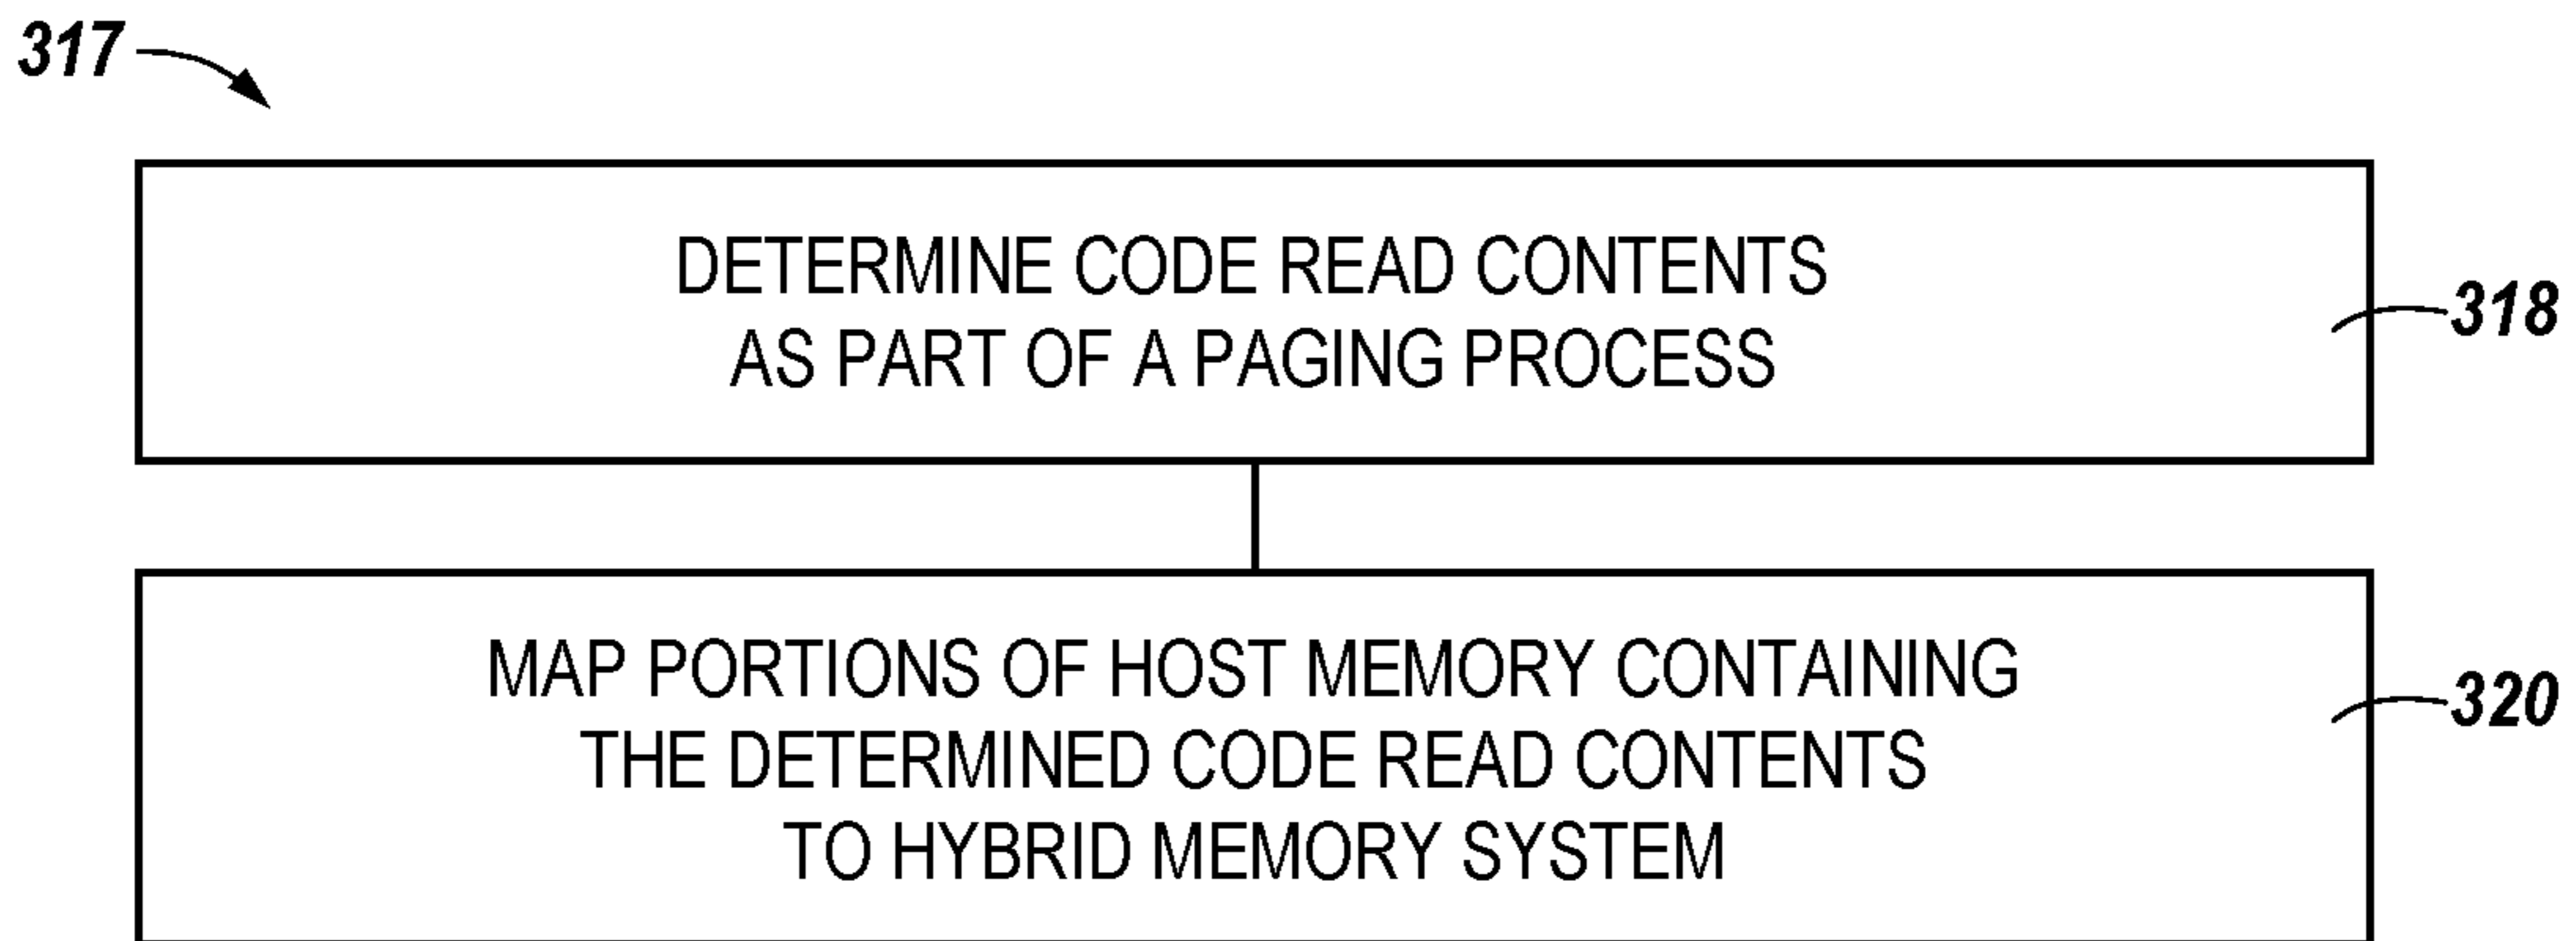 317
DETERMINE CODE READ CONTENTS
AS PART OF A PAGING PROCESS
318
MAP PORTIONS OF HOST MEMORY CONTAINING
THE DETERMINED CODE READ CONTENTS
TO HYBRID MEMORY SYSTEM
320